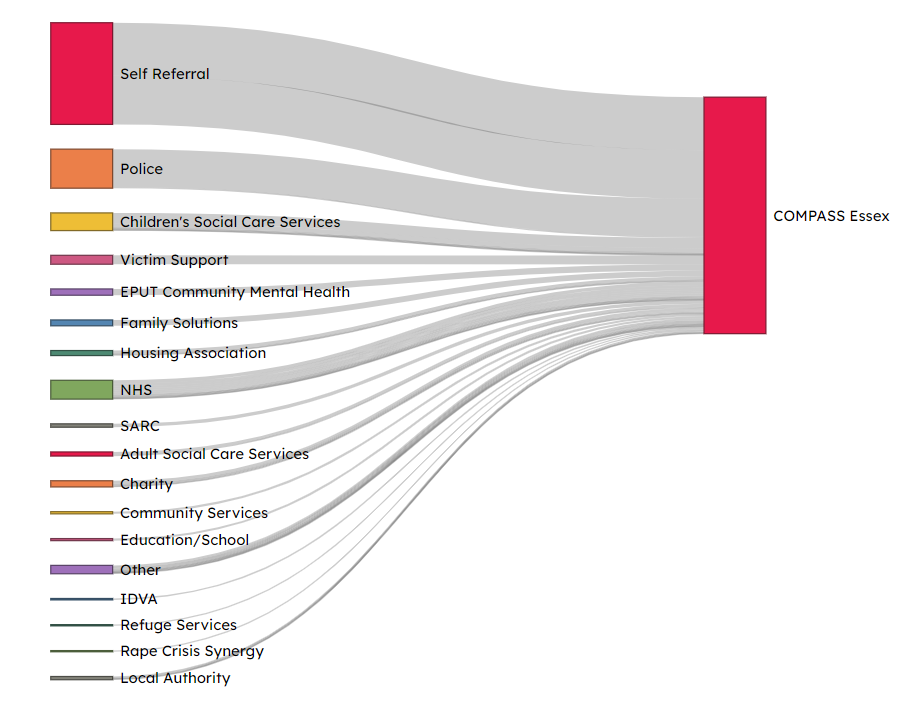 Self Referral
Police
Children's Social Care Services
COMPASS Essex
Victim Support
EPUT Community Mental Health
Family Solutions
Housing Association
NHS
SARC
Adult Social Care Services
Charity
Community Services
Education/School
Other
IDVA
Refuge Services
Rape Crisis Synergy
Local Authority